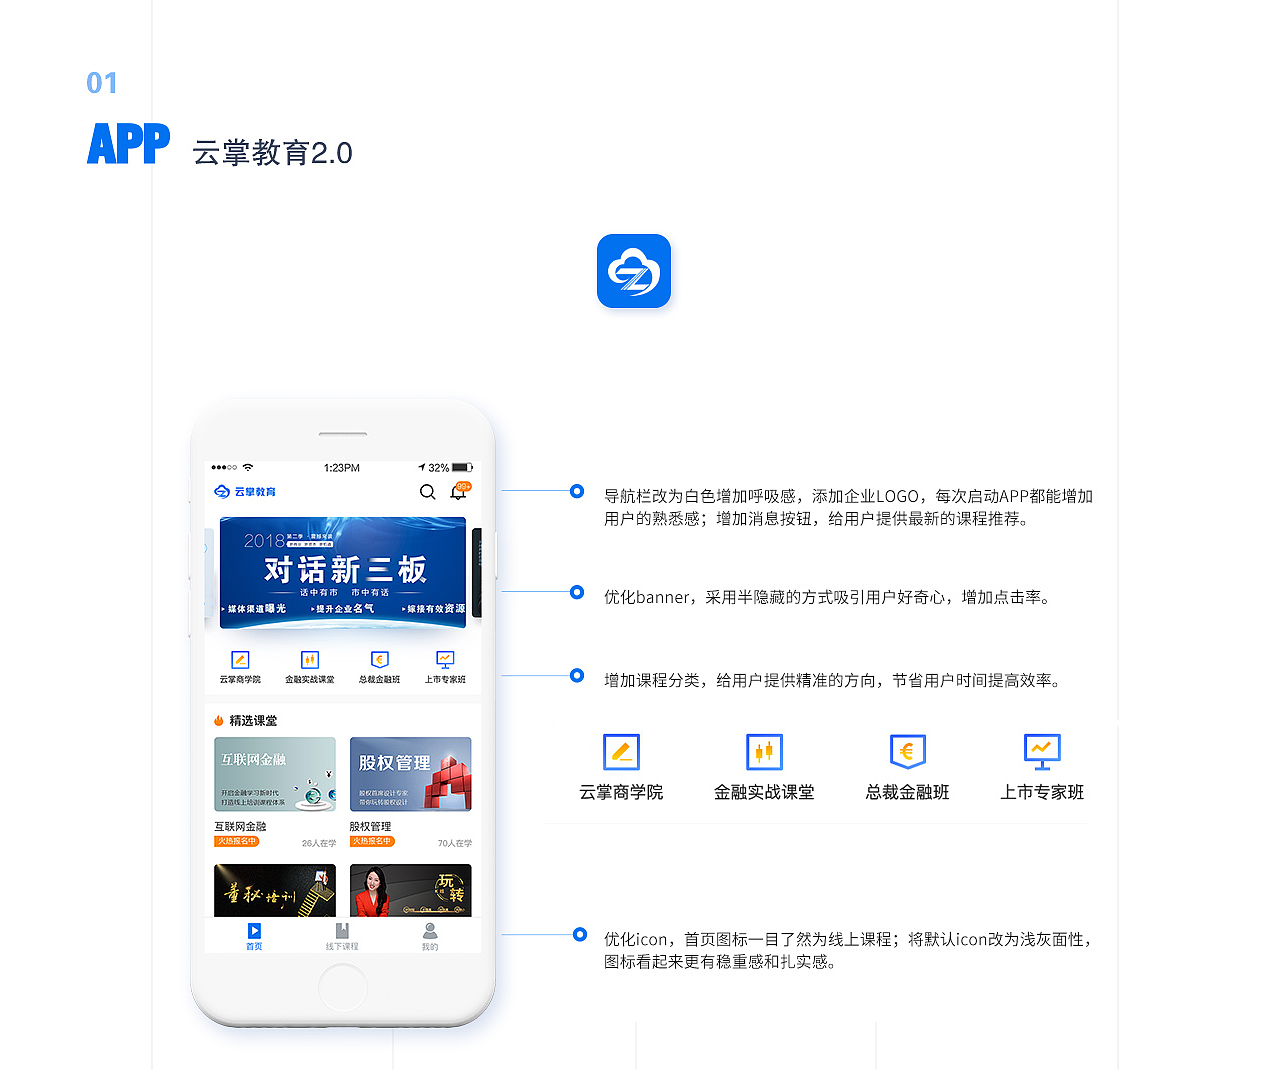 01
APP 云掌教育2.0
1:23PM
32%
云掌教育
99+
2018
第二季
对话新三板
话中有市 市中有话
媒体渠道曝光 提升企业名气 嫁接有效资源
云掌商学院 金融实战课堂 总裁金融班 上市专家班
精选课堂
互联网金融
开启金融学习新时代
打造线上培训课程体系
股权管理
股权首席设计专家
带你玩转股权设计
互联网金融
火热报名中 26人在学
股权管理
火热报名中 70人在学
董秘培训
玩转
首页 线下课程 我的
导航栏改为白色增加呼吸感，添加企业LOGO，每次启动APP都能增加
用户的熟悉感；增加消息按钮，给用户提供最新的课程推荐。
优化banner，采用半隐藏的方式吸引用户好奇心，增加点击率。
增加课程分类，给用户提供精准的方向，节省用户时间提高效率。
云掌商学院 金融实战课堂 总裁金融班 上市专家班
优化icon，首页图标一目了然为线上课程；将默认icon改为浅灰面性，
图标看起来更有稳重感和扎实感。